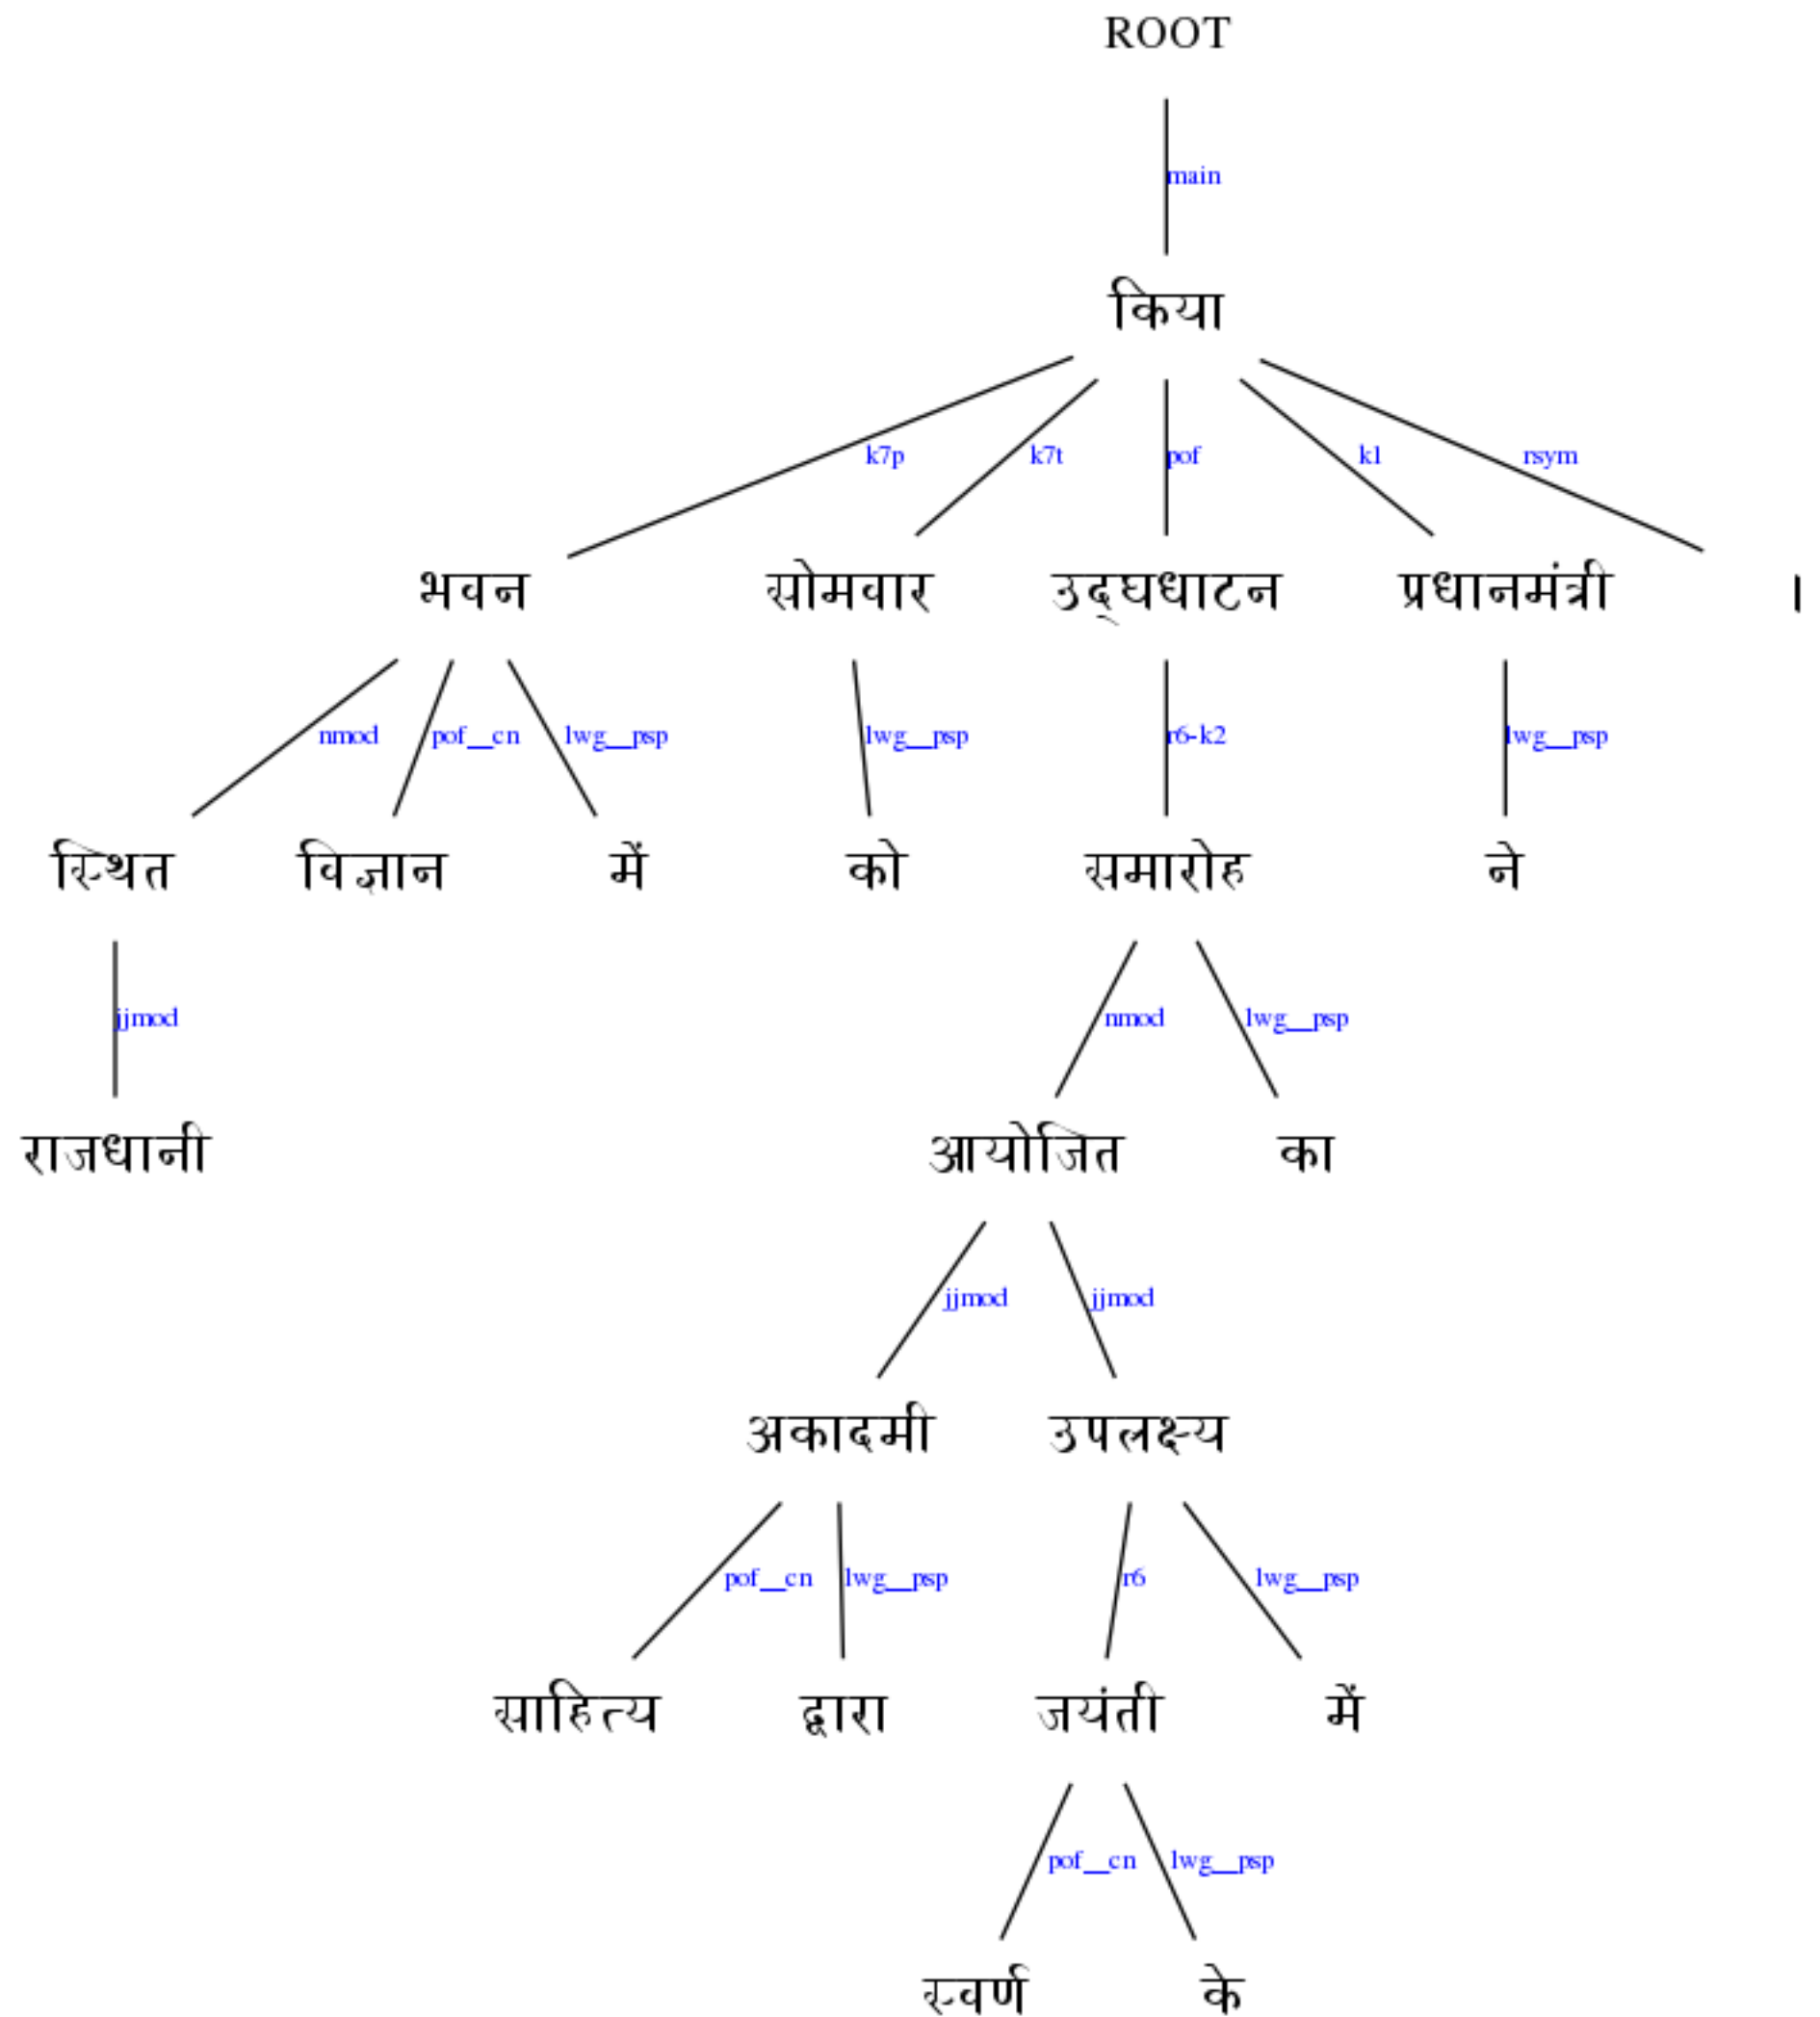 ROOT
main
किया
k7p k7t pof k1 rsym
भवन सोमवार उद्घधाटन प्रधानमंत्री ।
nmod pof__cn lwg__psp lwg__psp r6-k2 lwg__psp
स्थित विज्ञान में को समारोह ने
jjmod nmod lwg__psp
राजधानी आयोजित का
jjmod jjmod
अकादमी उपलक्ष्य
pof__cn lwg__psp r6 lwg__psp
साहित्य द्वारा जयंती में
pof__cn lwg__psp
स्वर्ण के